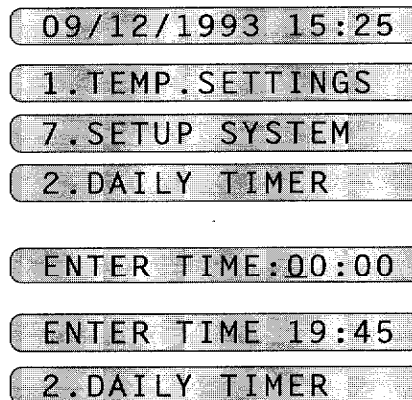 09/12/1993 15:25
1.TEMP.SETTINGS
7.SETUP SYSTEM
2.DAILY TIMER
ENTER TIME:00:00
ENTER TIME 19:45
2.DAILY TIMER